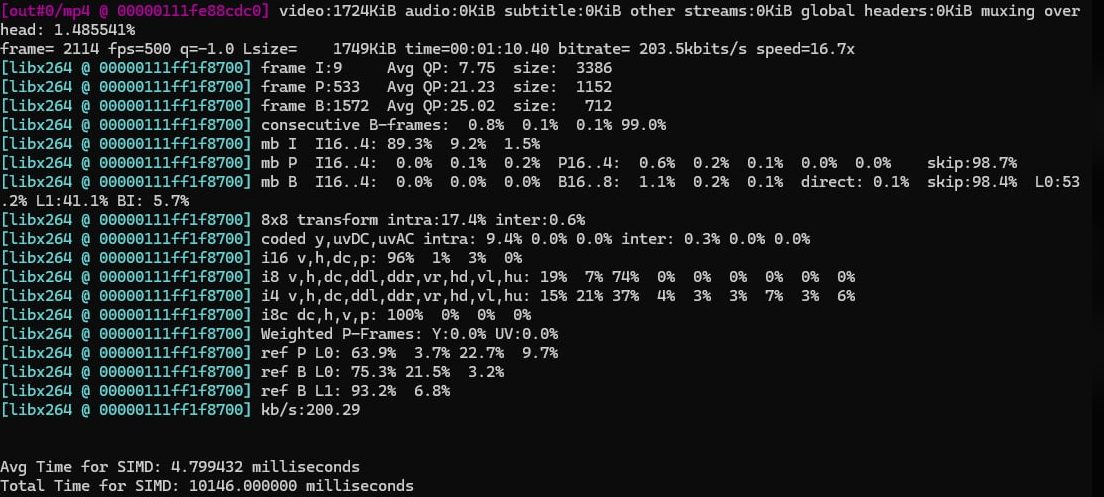 [out#0/mp4 @ 00000111fe88cdc0] video:1724KiB audio:0KiB subtitle:0KiB other streams:0KiB global headers:0KiB muxing over
head: 1.485541%
frame= 2114 fps=500 q=-1.0 Lsize=    1749KiB time=00:01:10.40 bitrate= 203.5kbits/s speed=16.7x
[libx264 @ 00000111ff1f8700] frame I:9     Avg QP: 7.75  size:  3386
[libx264 @ 00000111ff1f8700] frame P:533   Avg QP:21.23  size:  1152
[libx264 @ 00000111ff1f8700] frame B:1572  Avg QP:25.02  size:   712
[libx264 @ 00000111ff1f8700] consecutive B-frames:  0.8%  0.1%  0.1% 99.0%
[libx264 @ 00000111ff1f8700] mb I  I16..4: 89.3%  9.2%  1.5%
[libx264 @ 00000111ff1f8700] mb P  I16..4:  0.0%  0.1%  0.2%  P16..4:  0.6%  0.2%  0.1%  0.0%  0.0%    skip:98.7%
[libx264 @ 00000111ff1f8700] mb B  I16..4:  0.0%  0.0%  0.0%  B16..8:  1.1%  0.2%  0.1%  direct: 0.1%  skip:98.4%  L0:53
.2% L1:41.1% BI: 5.7%
[libx264 @ 00000111ff1f8700] 8x8 transform intra:17.4% inter:0.6%
[libx264 @ 00000111ff1f8700] coded y,uvDC,uvAC intra: 9.4% 0.0% 0.0% inter: 0.3% 0.0% 0.0%
[libx264 @ 00000111ff1f8700] i16 v,h,dc,p: 96%  1%  3%  0%
[libx264 @ 00000111ff1f8700] i8 v,h,dc,ddl,ddr,vr,hd,vl,hu: 19%  7% 74%  0%  0%  0%  0%  0%  0%
[libx264 @ 00000111ff1f8700] i4 v,h,dc,ddl,ddr,vr,hd,vl,hu: 15% 21% 37%  4%  3%  3%  7%  3%  6%
[libx264 @ 00000111ff1f8700] i8c dc,h,v,p: 100%  0%  0%  0%
[libx264 @ 00000111ff1f8700] Weighted P-Frames: Y:0.0% UV:0.0%
[libx264 @ 00000111ff1f8700] ref P L0: 63.9%  3.7% 22.7%  9.7%
[libx264 @ 00000111ff1f8700] ref B L0: 75.3% 21.5%  3.2%
[libx264 @ 00000111ff1f8700] ref B L1: 93.2%  6.8%
[libx264 @ 00000111ff1f8700] kb/s:200.29
Avg Time for SIMD: 4.799432 milliseconds
Total Time for SIMD: 10146.000000 milliseconds